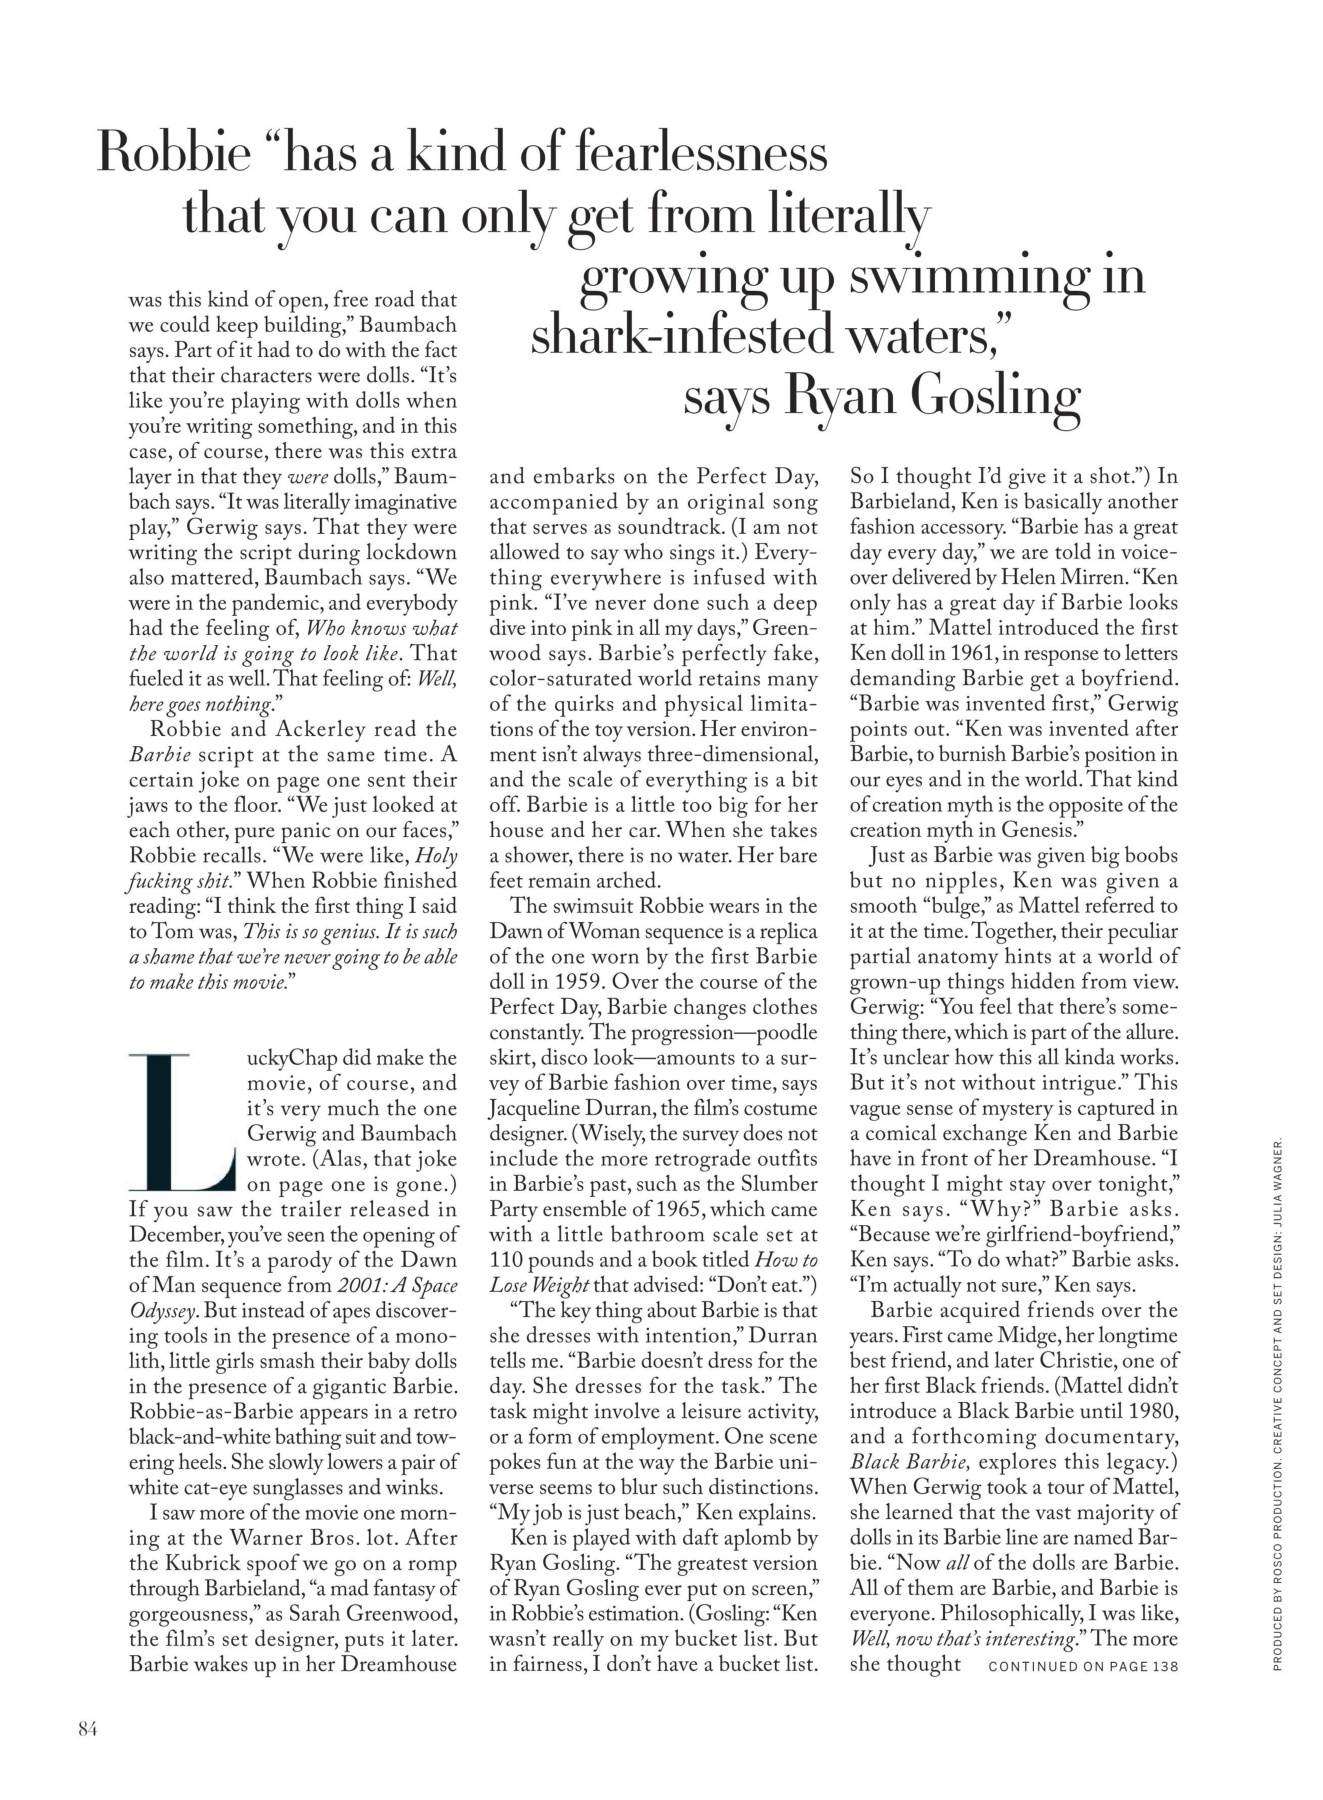 Robbie “has a kind of fearlessness
that you can only get from literally
growing up swimming in
shark-infested waters,”
says Ryan Gosling
was this kind of open, free road that
we could keep building,” Baumbach
says. Part of it had to do with the fact
that their characters were dolls. “It’s
like you’re playing with dolls when
you’re writing something, and in this
case, of course, there was this extra
layer in that they were dolls,” Baum-
bach says. “It was literally imaginative
play,” Gerwig says. That they were
writing the script during lockdown
also mattered, Baumbach says. “We
were in the pandemic, and everybody
had the feeling of, Who knows what
the world is going to look like. That
fueled it as well. That feeling of: Well,
here goes nothing.”
Robbie and Ackerley read the
Barbie script at the same time. A
certain joke on page one sent their
jaws to the floor. “We just looked at
each other, pure panic on our faces,”
Robbie recalls. “We were like, Holy
fucking shit.” When Robbie finished
reading: “I think the first thing I said
to Tom was, This is so genius. It is such
a shame that we’re never going to be able
to make this movie.”
LuckyChap did make the
movie, of course, and
it’s very much the one
Gerwig and Baumbach
wrote. (Alas, that joke
on page one is gone.)
If you saw the trailer released in
December, you’ve seen the opening of
the film. It’s a parody of the Dawn
of Man sequence from 2001: A Space
Odyssey. But instead of apes discover-
ing tools in the presence of a mono-
lith, little girls smash their baby dolls
in the presence of a gigantic Barbie.
Robbie-as-Barbie appears in a retro
black-and-white bathing suit and tow-
ering heels. She slowly lowers a pair of
white cat-eye sunglasses and winks.
I saw more of the movie one morn-
ing at the Warner Bros. lot. After
the Kubrick spoof we go on a romp
through Barbieland, “a mad fantasy of
gorgeousness,” as Sarah Greenwood,
the film’s set designer, puts it later.
Barbie wakes up in her Dreamhouse
and embarks on the Perfect Day,
accompanied by an original song
that serves as soundtrack. (I am not
allowed to say who sings it.) Every-
thing everywhere is infused with
pink. “I’ve never done such a deep
dive into pink in all my days,” Green-
wood says. Barbie’s perfectly fake,
color-saturated world retains many
of the quirks and physical limita-
tions of the toy version. Her environ-
ment isn’t always three-dimensional,
and the scale of everything is a bit
off. Barbie is a little too big for her
house and her car. When she takes
a shower, there is no water. Her bare
feet remain arched.
The swimsuit Robbie wears in the
Dawn of Woman sequence is a replica
of the one worn by the first Barbie
doll in 1959. Over the course of the
Perfect Day, Barbie changes clothes
constantly. The progression—poodle
skirt, disco look—amounts to a sur-
vey of Barbie fashion over time, says
Jacqueline Durran, the film’s costume
designer. (Wisely, the survey does not
include the more retrograde outfits
in Barbie’s past, such as the Slumber
Party ensemble of 1965, which came
with a little bathroom scale set at
110 pounds and a book titled How to
Lose Weight that advised: “Don’t eat.”)
“The key thing about Barbie is that
she dresses with intention,” Durran
tells me. “Barbie doesn’t dress for the
day. She dresses for the task.” The
task might involve a leisure activity,
or a form of employment. One scene
pokes fun at the way the Barbie uni-
verse seems to blur such distinctions.
“My job is just beach,” Ken explains.
Ken is played with daft aplomb by
Ryan Gosling. “The greatest version
of Ryan Gosling ever put on screen,”
in Robbie’s estimation. (Gosling: “Ken
wasn’t really on my bucket list. But
in fairness, I don’t have a bucket list.
So I thought I’d give it a shot.”) In
Barbieland, Ken is basically another
fashion accessory. “Barbie has a great
day every day,” we are told in voice-
over delivered by Helen Mirren. “Ken
only has a great day if Barbie looks
at him.” Mattel introduced the first
Ken doll in 1961, in response to letters
demanding Barbie get a boyfriend.
“Barbie was invented first,” Gerwig
points out. “Ken was invented after
Barbie, to burnish Barbie’s position in
our eyes and in the world. That kind
of creation myth is the opposite of the
creation myth in Genesis.”
Just as Barbie was given big boobs
but no nipples, Ken was given a
smooth “bulge,” as Mattel referred to
it at the time. Together, their peculiar
partial anatomy hints at a world of
grown-up things hidden from view.
Gerwig: “You feel that there’s some-
thing there, which is part of the allure.
It’s unclear how this all kinda works.
But it’s not without intrigue.” This
vague sense of mystery is captured in
a comical exchange Ken and Barbie
have in front of her Dreamhouse. “I
thought I might stay over tonight,”
Ken says. “Why?” Barbie asks.
“Because we’re girlfriend-boyfriend,”
Ken says. “To do what?” Barbie asks.
“I’m actually not sure,” Ken says.
Barbie acquired friends over the
years. First came Midge, her longtime
best friend, and later Christie, one of
her first Black friends. (Mattel didn’t
introduce a Black Barbie until 1980,
and a forthcoming documentary,
Black Barbie, explores this legacy.)
When Gerwig took a tour of Mattel,
she learned that the vast majority of
dolls in its Barbie line are named Bar-
bie. “Now all of the dolls are Barbie.
All of them are Barbie, and Barbie is
everyone. Philosophically, I was like,
Well, now that’s interesting.” The more
she thought CONTINUED ON PAGE 138
PRODUCED BY ROSCO PRODUCTION. CREATIVE CONCEPT AND SET DESIGN: JULIA WAGNER.
84